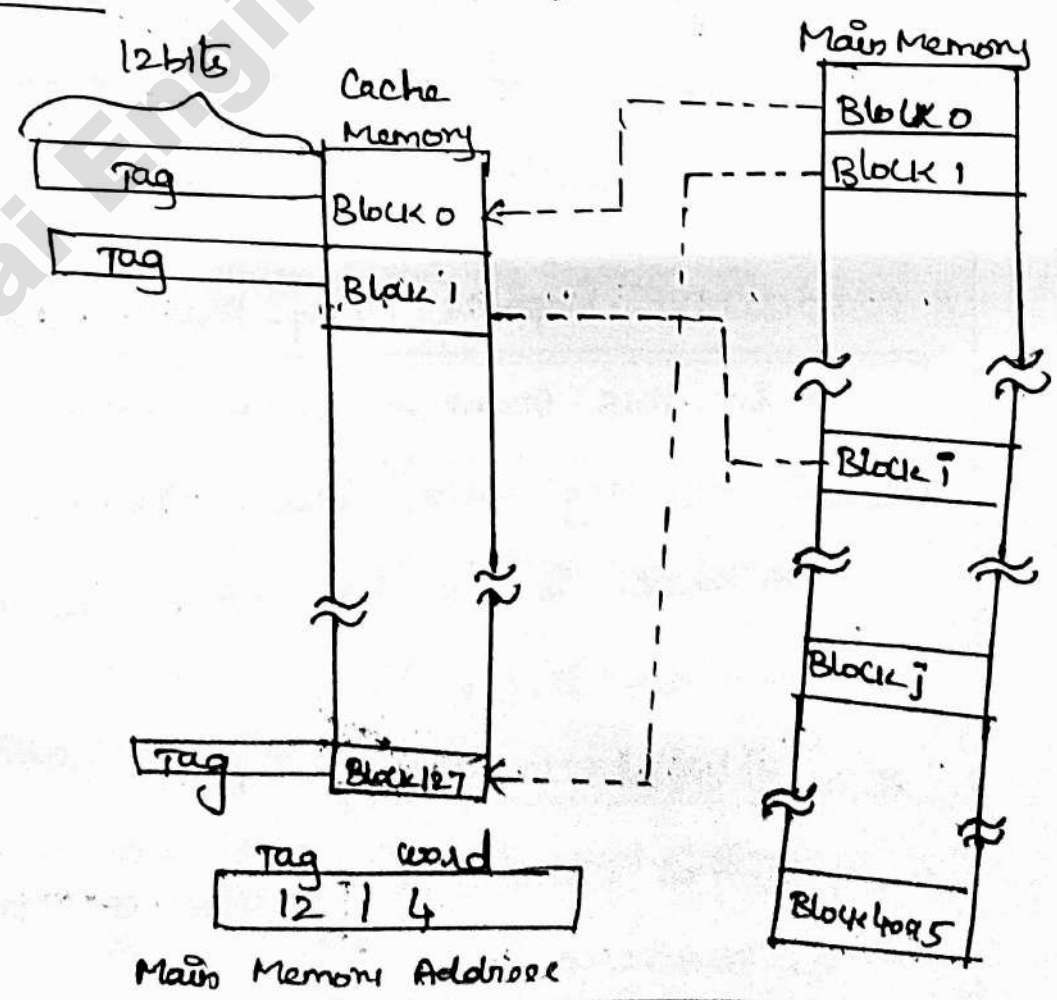 12bits
Cache
Memory
Main Memory
Tag
Block 0
Tag
Block 1
Block 127
Tag
Block 0
Block 1
Block i
Block j
Block 4095
Tag word
12 | 4
Main Memory Address